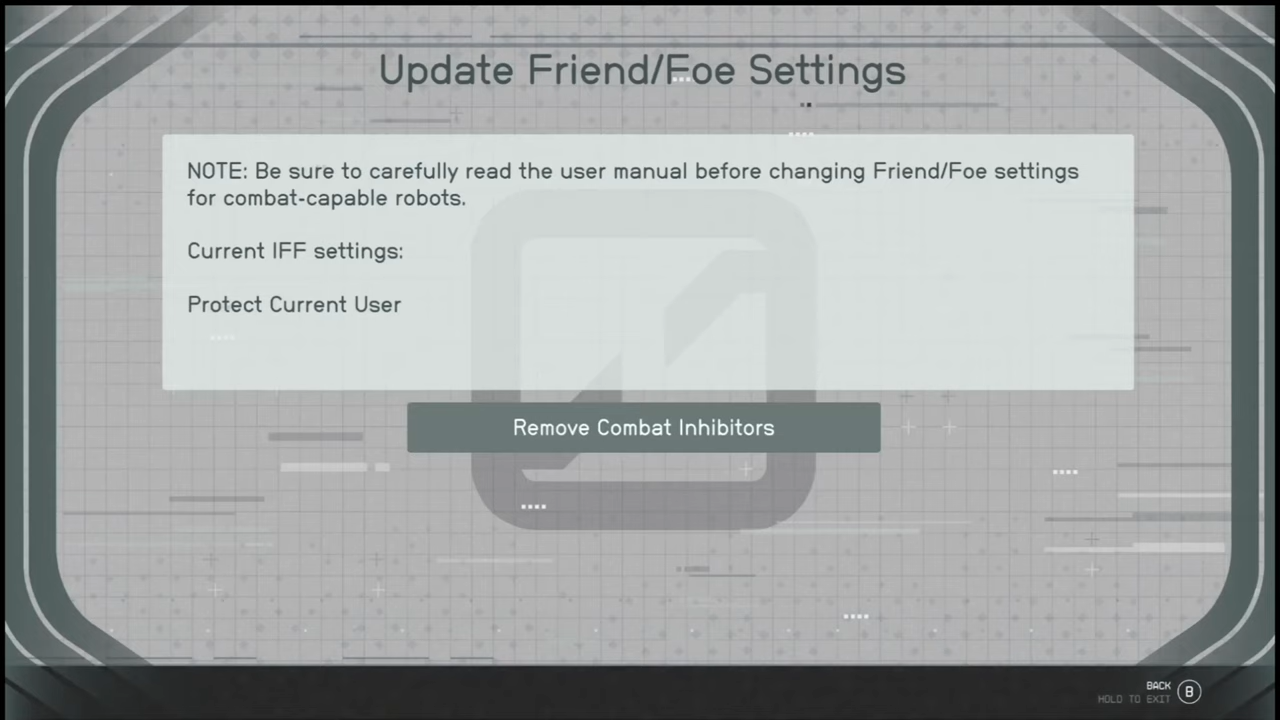 Update Friend/Foe Settings
NOTE: Be sure to carefully read the user manual before changing Friend/Foe settings
for combat-capable robots.
Current IFF settings:
Protect Current User
Remove Combat Inhibitors
BACK
HOLD TO EXIT
B